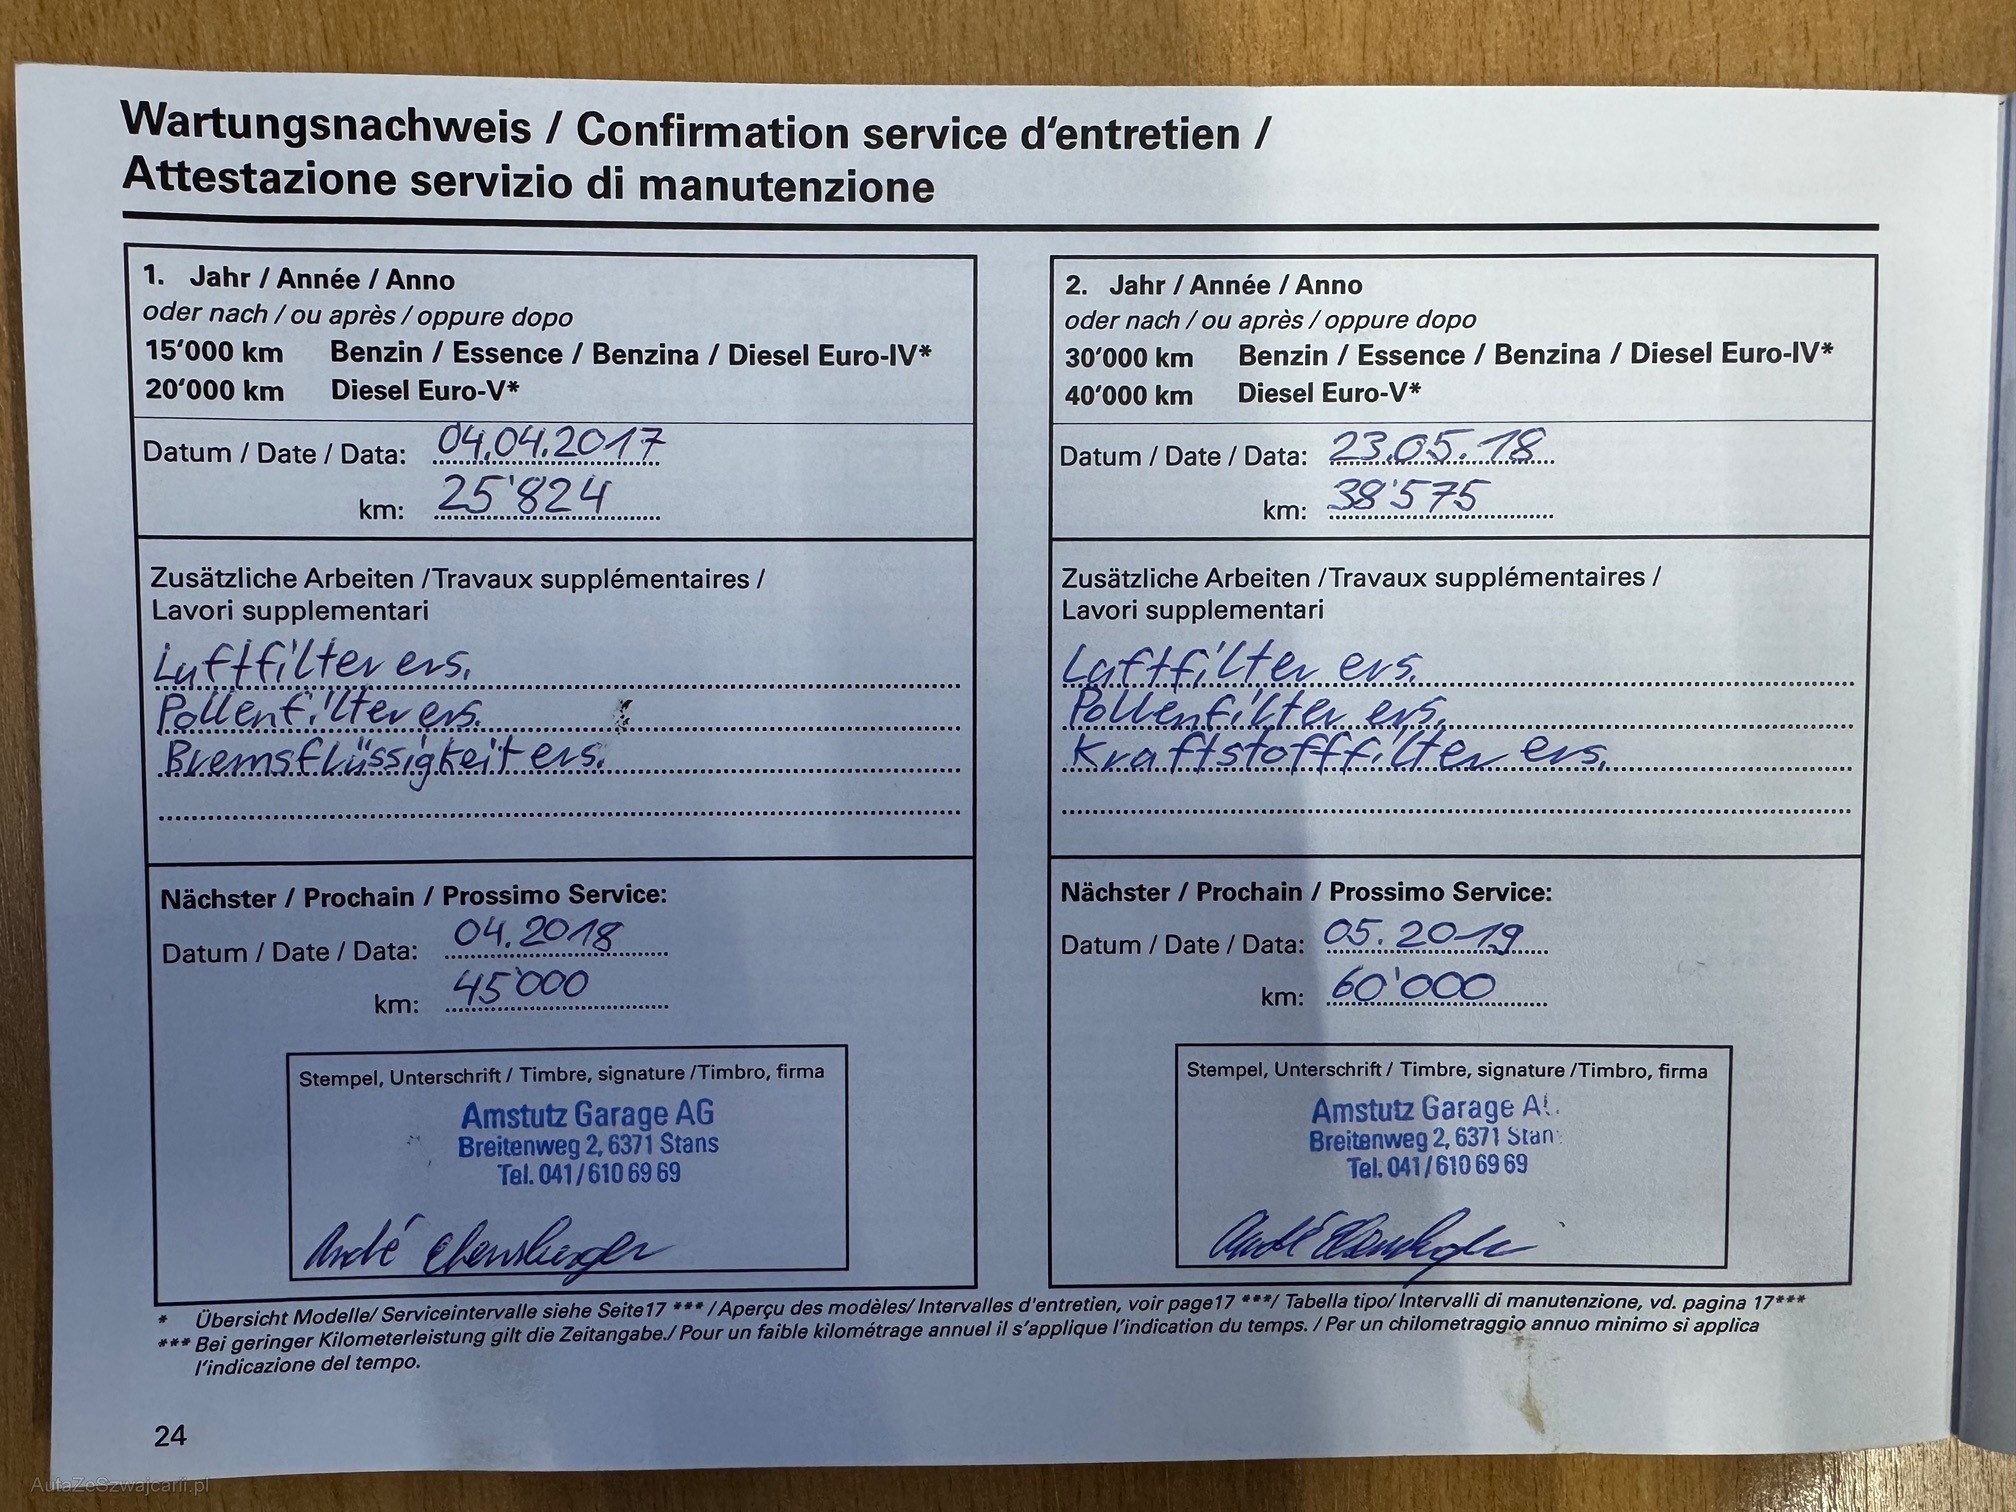 Wartungsnachweis / Confirmation service d‘entretien /
Attestazione servizio di manutenzione
1. Jahr / Année / Anno
oder nach / ou après / oppure dopo
15‘000 km Benzin / Essence / Benzina / Diesel Euro-IV*
20‘000 km Diesel Euro-V*
Datum / Date / Data: 04.04.2017
km: 25'824
Zusätzliche Arbeiten / Travaux supplémentaires /
Lavori supplementari
Luftfilter ers.
Pollenfilter ers.
Bremsflüssigkeit ers.
Nächster / Prochain / Prossimo Service:
Datum / Date / Data: 04.2018
km: 45'000
Stempel, Unterschrift / Timbre, signature / Timbro, firma
Amstutz Garage AG
Breitenweg 2, 6371 Stans
Tel. 041/610 69 69
André
2. Jahr / Année / Anno
oder nach / ou après / oppure dopo
30‘000 km Benzin / Essence / Benzina / Diesel Euro-IV*
40‘000 km Diesel Euro-V*
Datum / Date / Data: 23.05.18
km: 38'575
Zusätzliche Arbeiten / Travaux supplémentaires /
Lavori supplementari
Luftfilter ers.
Pollenfilter ers.
Kraftstofffilter ers.
Nächster / Prochain / Prossimo Service:
Datum / Date / Data: 05.2019
km: 60'000
Stempel, Unterschrift / Timbre, signature / Timbro, firma
Amstutz Garage
Breitenweg 2, 6371 Stan
Tel. 041/610 69 69
André
* Übersicht Modelle/ Serviceintervalle siehe Seite17 *** / Aperçu des modèles/ Intervalles d'entretien, voir page17 ***/ Tabella tipo/ Intervalli di manutenzione, vd. pagina 17***
*** Bei geringer Kilometerleistung gilt die Zeitangabe./ Pour un faible kilométrage annuel il s’applique l’indication du temps. / Per un chilometraggio annuo minimo si applica
l’indicazione del tempo.
24
AutaZeSzwajcarii.pl